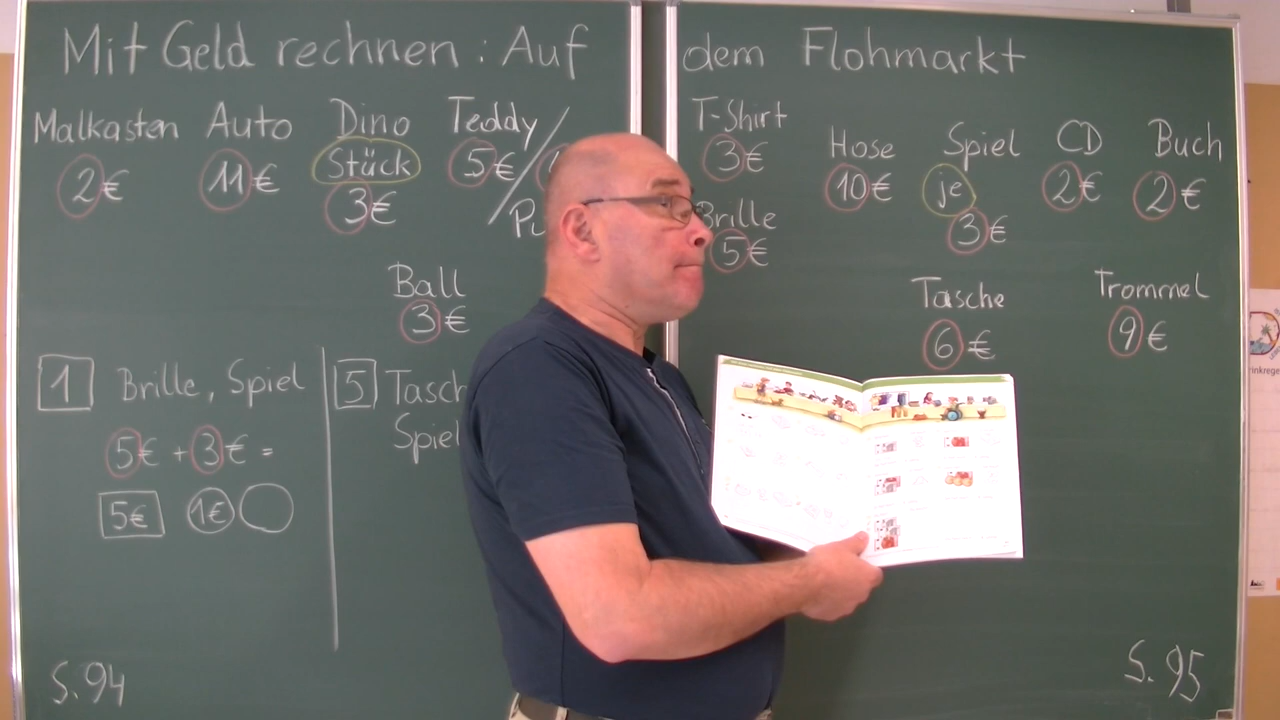 Mit Geld rechnen: Auf dem Flohmarkt
Malkasten
2€
Auto
11€
Dino
Stück
3€
Teddy
5€
/
Ball
3€
T-Shirt
3€
Brille
5€
Hose
10€
Spiel
je
3€
CD
2€
Buch
2€
Tasche
6€
Trommel
9€
1 Brille, Spiel
5€ + 3€ =
5€ 1€
5
Spiel
S. 94
S. 95